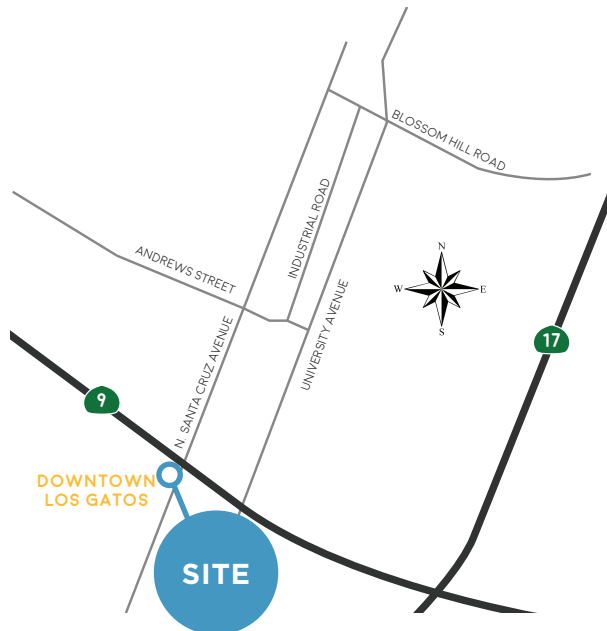 BLOSSOM HILL ROAD
INDUSTRIAL ROAD
ANDREWS STREET
N
W
E
S
UNIVERSITY AVENUE
N. SANTA CRUZ AVENUE
17
9
DOWNTOWN
LOS GATOS
SITE